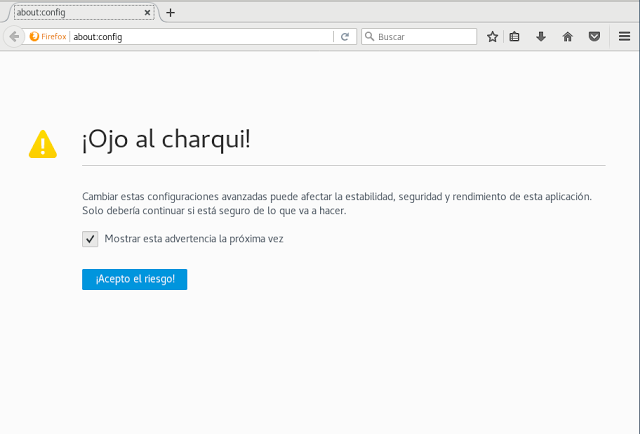 about:config
Firefox about:config Buscar
¡Ojo al charqui!
Cambiar estas configuraciones avanzadas puede afectar la estabilidad, seguridad y rendimiento de esta aplicación.
Solo debería continuar si está seguro de lo que va a hacer.
Mostrar esta advertencia la próxima vez
¡Acepto el riesgo!